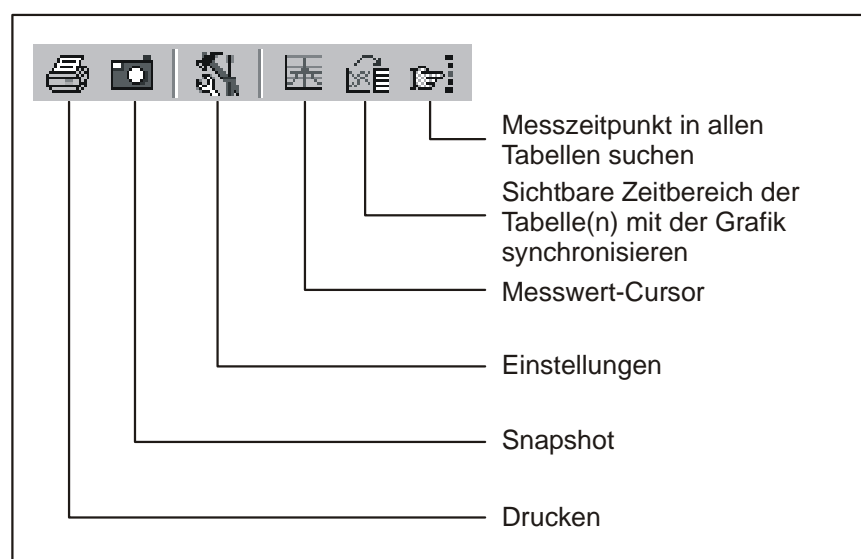 Messzeitpunkt in allen
Tabellen suchen
Sichtbare Zeitbereich der
Tabelle(n) mit der Grafik
synchronisieren
Messwert-Cursor
Einstellungen
Snapshot
Drucken